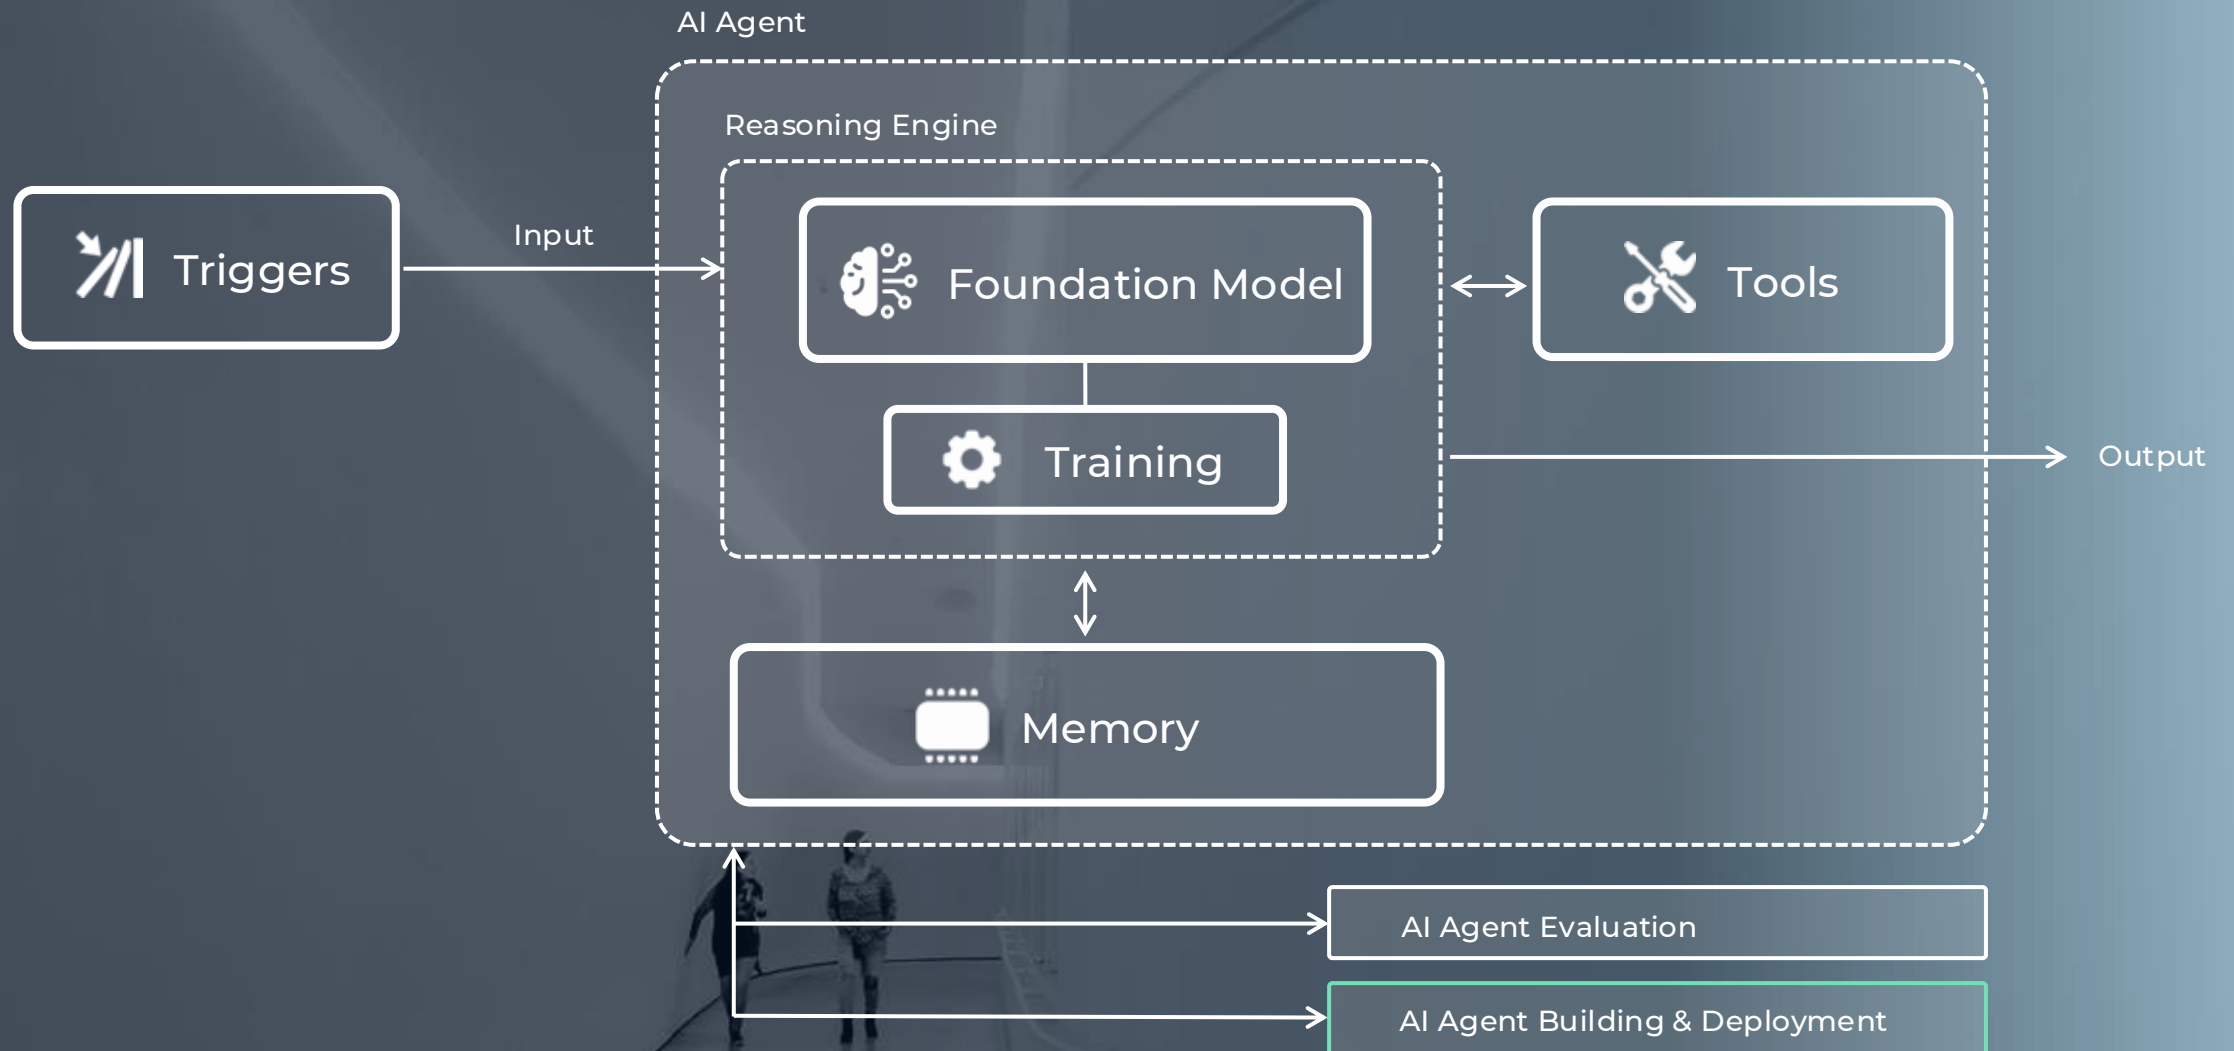 AI Agent
Reasoning Engine
Triggers
Input
Foundation Model
Tools
Training
Output
Memory
AI Agent Evaluation
AI Agent Building & Deployment